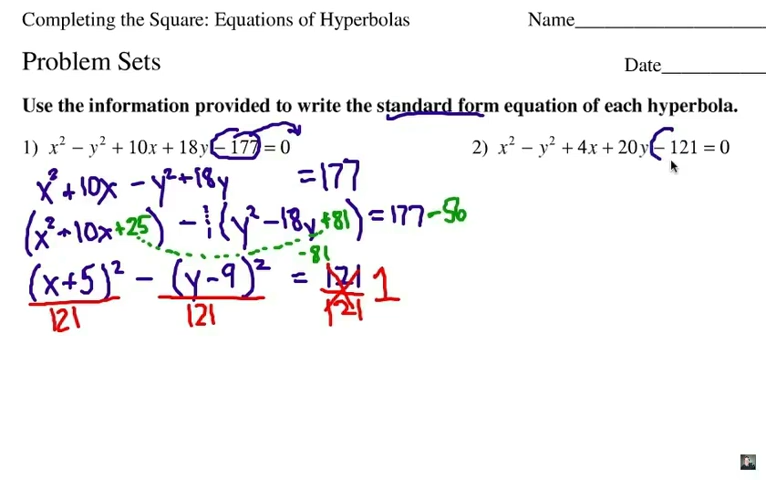 Completing the Square: Equations of Hyperbolas Name
Problem Sets Date
Use the information provided to write the standard form equation of each hyperbola.
1) x² − y² + 10x + 18y − 177 = 0 2) x² − y² + 4x + 20y − 121 = 0
x² + 10x − y² + 18y = 177
(x² + 10x + 25) − 1(y² − 18y + 81) = 177 − 56
−81
(x + 5)² − (y − 9)² = 121 1
121 121 121